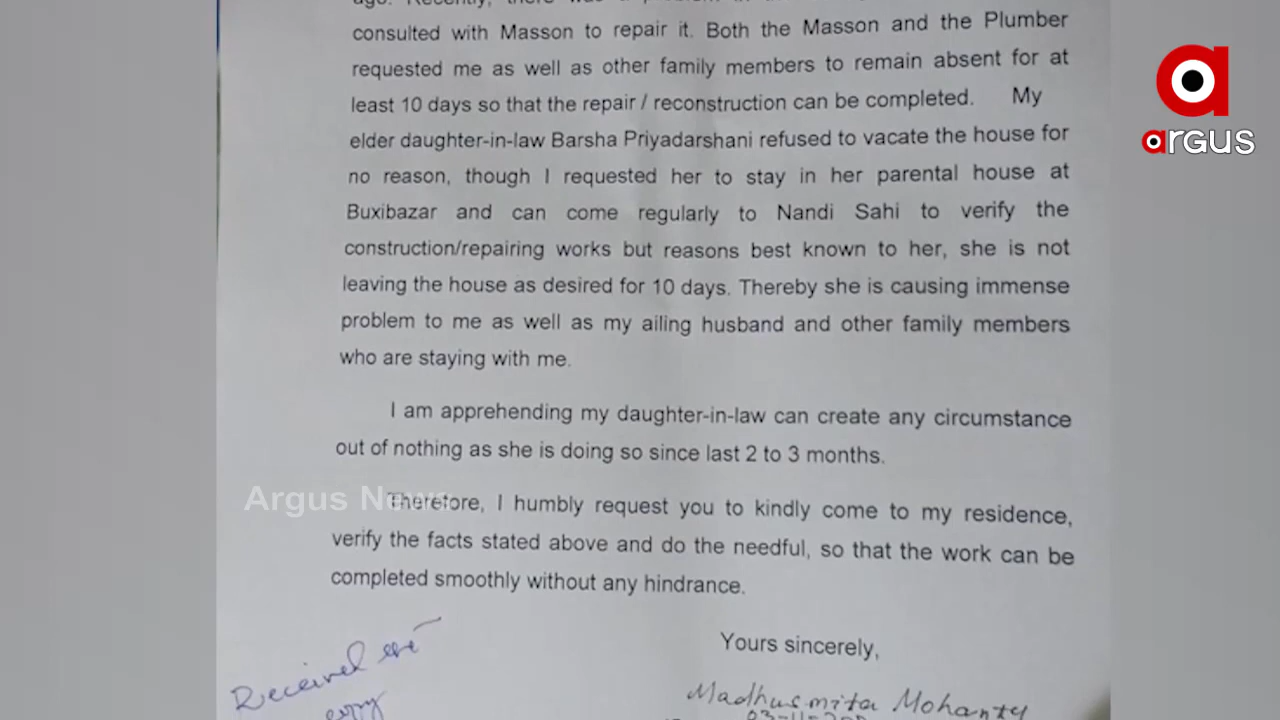 ago. Recently, there was a problem in
consulted with Masson to repair it. Both the Masson and the Plumber
requested me as well as other family members to remain absent for at
least 10 days so that the repair / reconstruction can be completed. My
elder daughter-in-law Barsha Priyadarshani refused to vacate the house for
no reason, though I requested her to stay in her parental house at
Buxibazar and can come regularly to Nandi Sahi to verify the
construction/repairing works but reasons best known to her, she is not
leaving the house as desired for 10 days. Thereby she is causing immense
problem to me as well as my ailing husband and other family members
who are staying with me.
I am apprehending my daughter-in-law can create any circumstance
out of nothing as she is doing so since last 2 to 3 months.
Therefore, I humbly request you to kindly come to my residence,
verify the facts stated above and do the needful, so that the work can be
completed smoothly without any hindrance.
Yours sincerely,
Madhusmita Mohanty
Received
copy
argus
Argus News